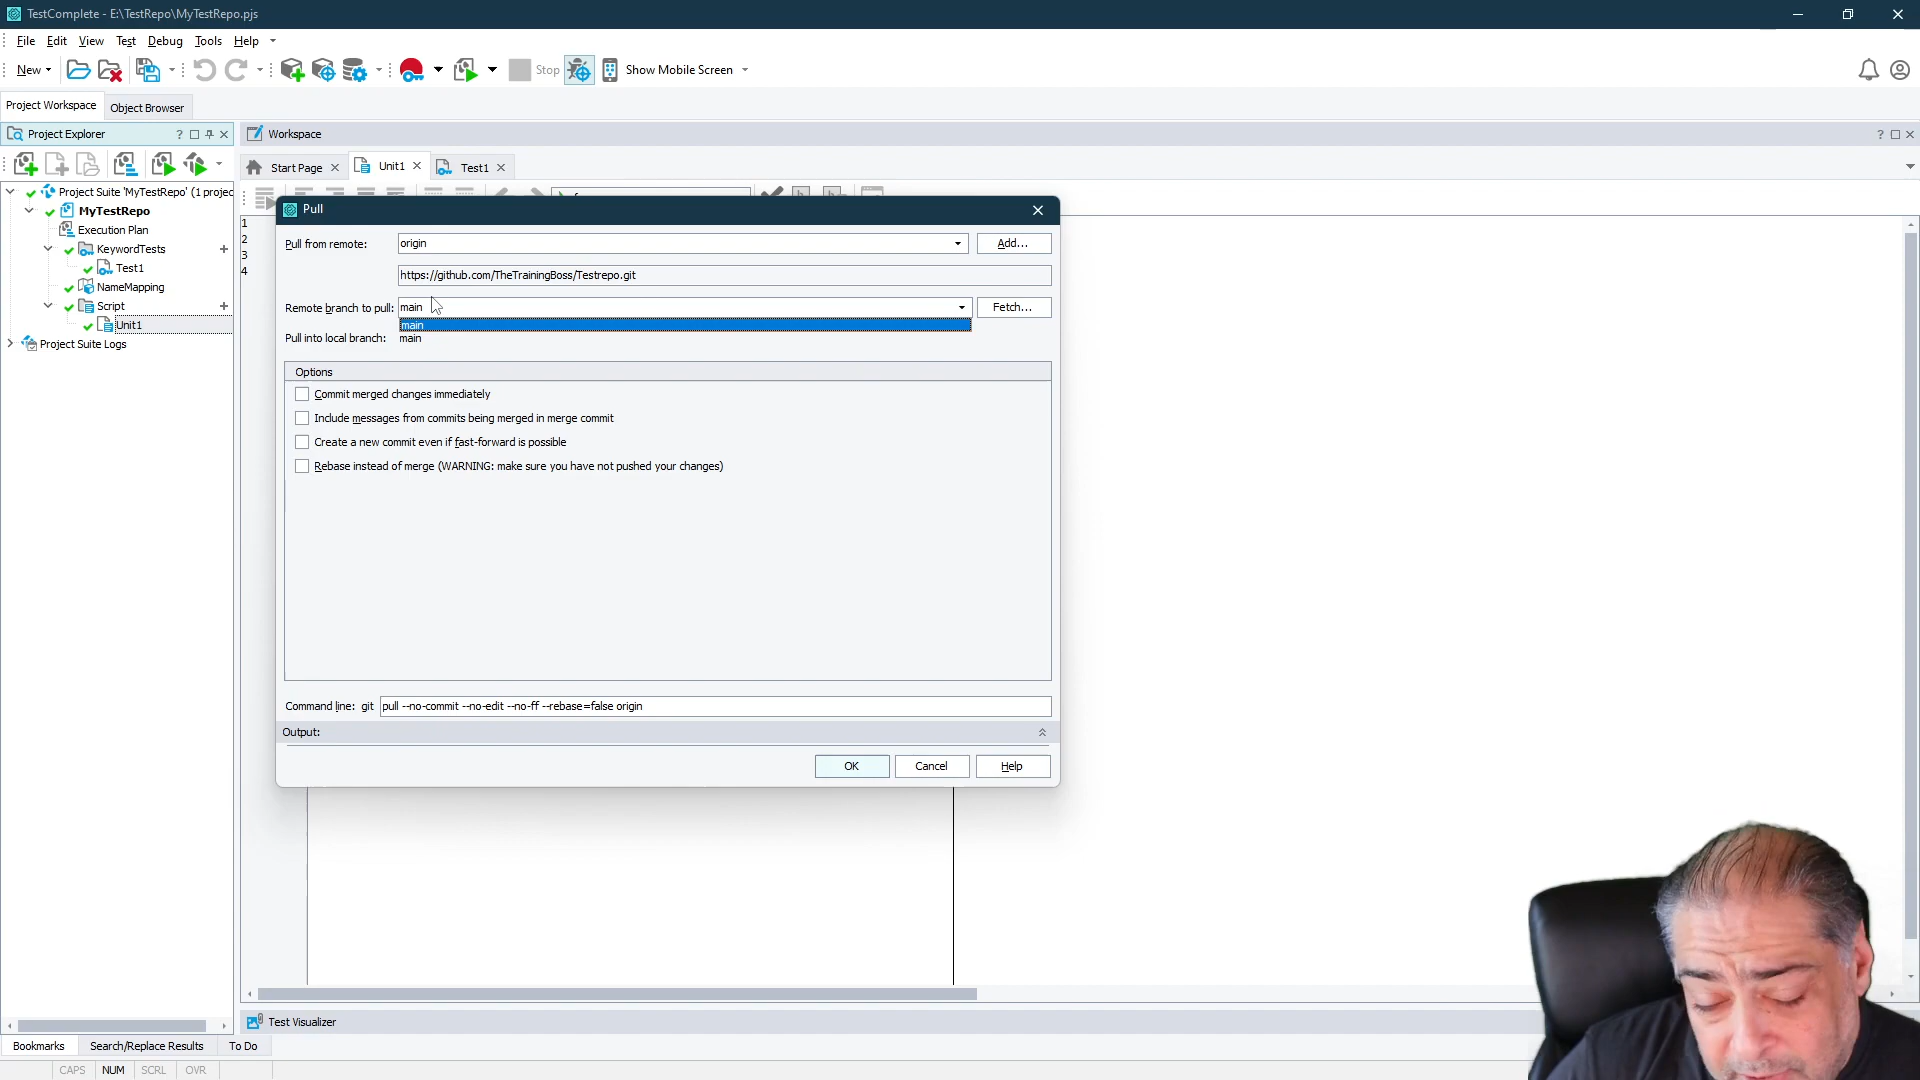 TestComplete - E:\TestRepo\MyTestRepo.pjs
File Edit View Test Debug Tools Help
New Stop Show Mobile Screen
Project Workspace Object Browser
Project Explorer ? Workspace ?
Start Page Unit1 Test1
Project Suite 'MyTestRepo' (1 projec
MyTestRepo
Execution Plan
KeywordTests +
Test1
NameMapping
Script +
Unit1
Project Suite Logs
1
2
3
4
Pull
Pull from remote: origin Add...
https://github.com/TheTrainingBoss/Testrepo.git
Remote branch to pull: main Fetch...
main
Pull into local branch: main
Options
Commit merged changes immediately
Include messages from commits being merged in merge commit
Create a new commit even if fast-forward is possible
Rebase instead of merge (WARNING: make sure you have not pushed your changes)
Command line: git pull --no-commit --no-edit --no-ff --rebase=false origin
Output:
OK Cancel Help
Test Visualizer
Bookmarks Search/Replace Results To Do
CAPS NUM SCRL OVR